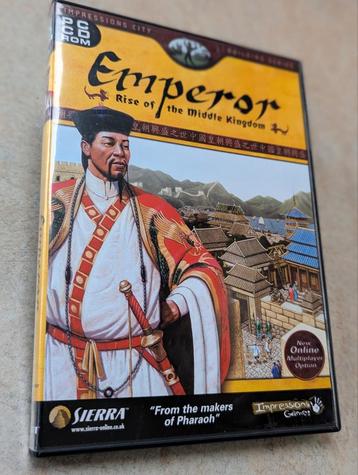 IMPRESSIONS CITY
BUILDING SERIES
PC
CD
ROM
Emperor
Rise of the Middle Kingdom
New
Online
Multiplayer
Option
SIERRA
www.sierra-online.co.uk
"From the makers
of Pharaoh"
Impressions
Games